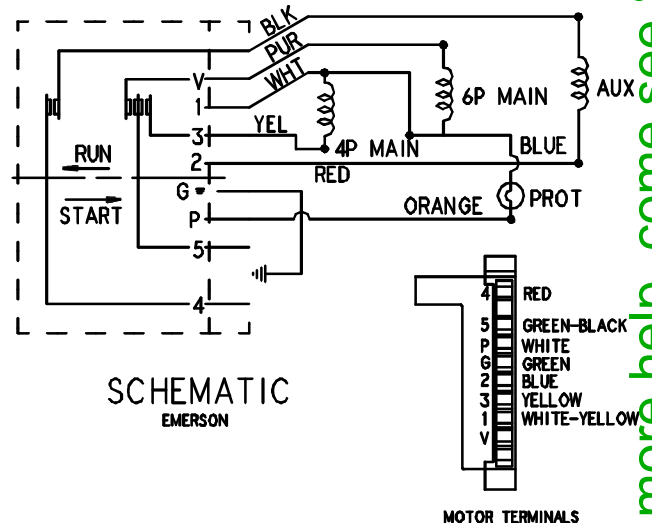 BLK
PUR
WHT
V
1
3
YEL
4P MAIN
6P MAIN
AUX
BLUE
2
RED
RUN
G
START
P
ORANGE
PROT
5
4
SCHEMATIC
EMERSON
4 RED
5 GREEN-BLACK
P WHITE
G GREEN
2 BLUE
3 YELLOW
1 WHITE-YELLOW
V
MOTOR TERMINALS
more help come see